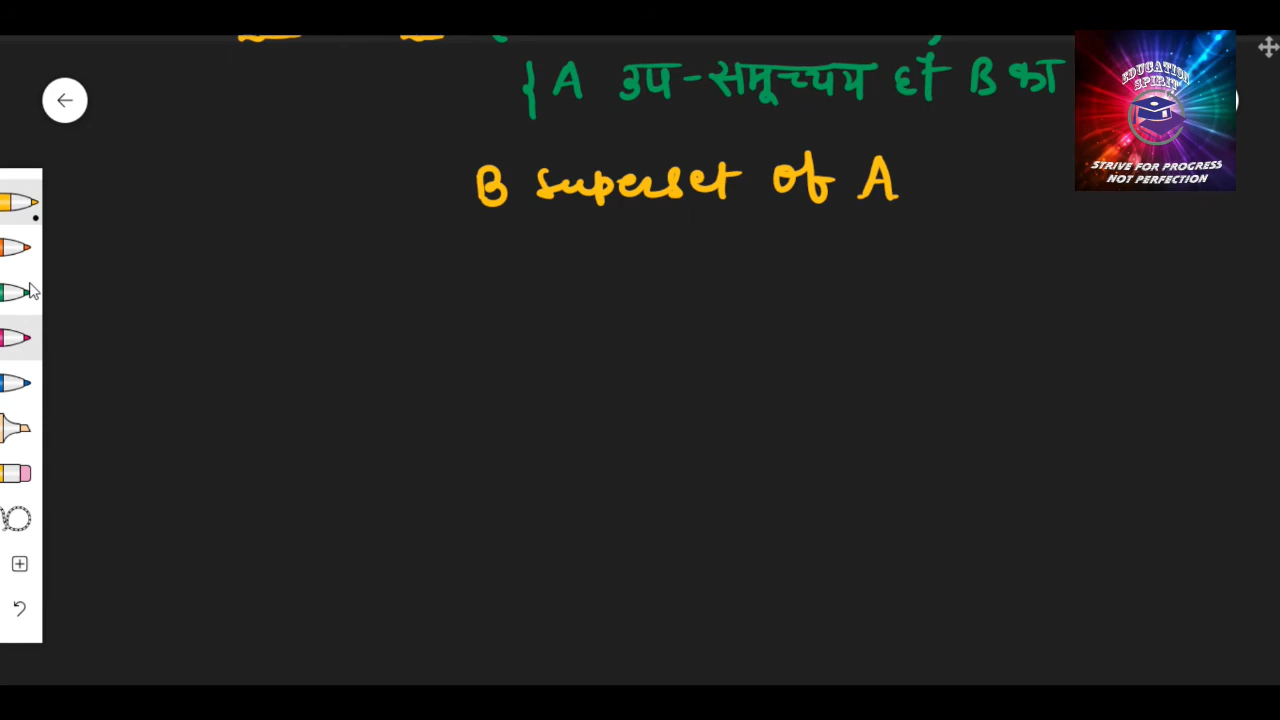 { A उप-समूच्चय है B का
B superset of A
EDUCATION
SPIRIT
STRIVE FOR PROGRESS
NOT PERFECTION